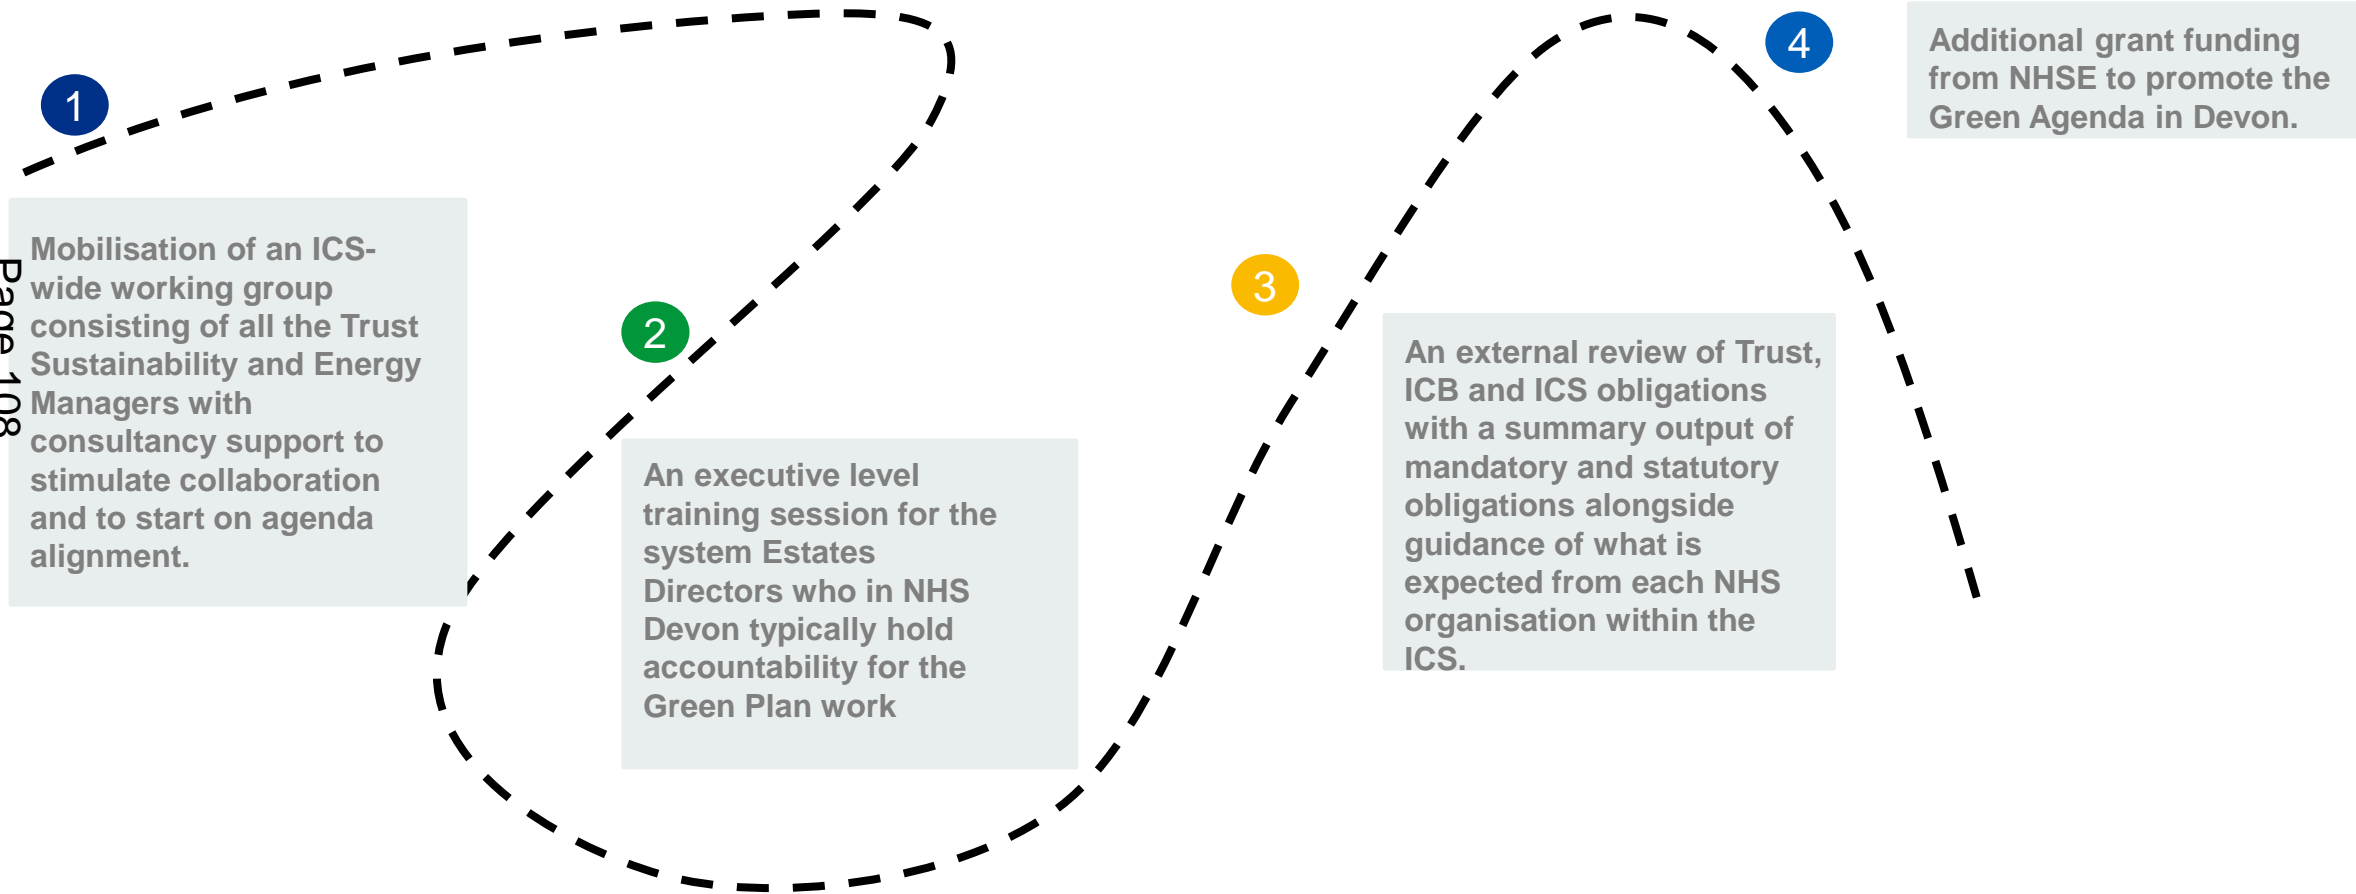 1
Mobilisation of an ICS-
wide working group
consisting of all the Trust
Sustainability and Energy
Managers with
consultancy support to
stimulate collaboration
and to start on agenda
alignment.
Page 108
2
An executive level
training session for the
system Estates
Directors who in NHS
Devon typically hold
accountability for the
Green Plan work
3
An external review of Trust,
ICB and ICS obligations
with a summary output of
mandatory and statutory
obligations alongside
guidance of what is
expected from each NHS
organisation within the
ICS.
4
Additional grant funding
from NHSE to promote the
Green Agenda in Devon.